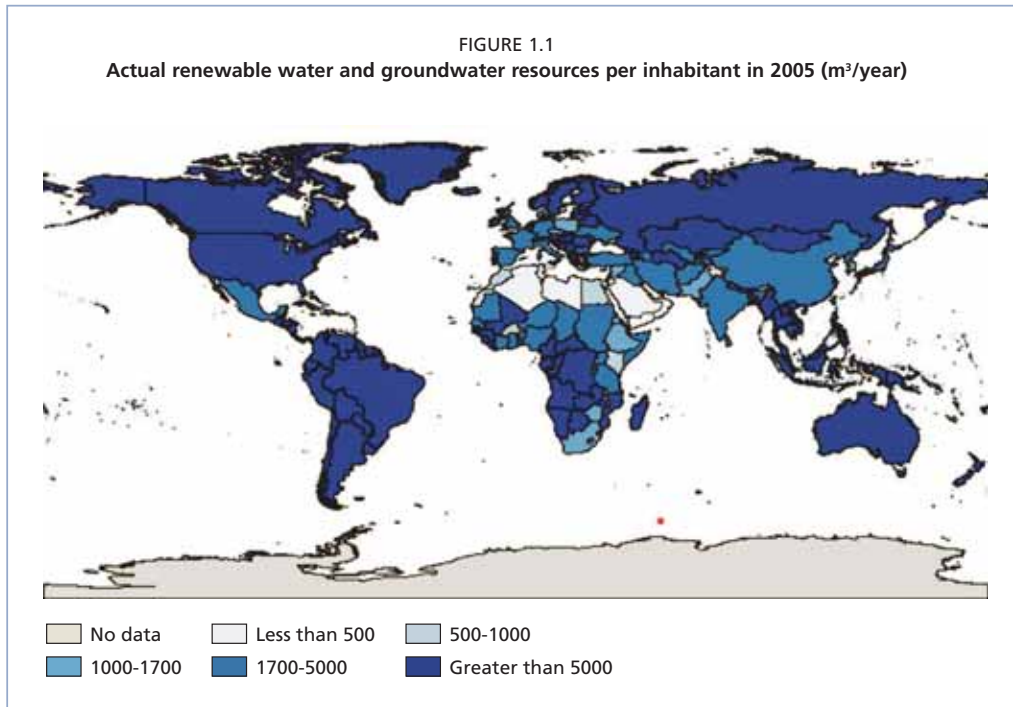 FIGURE 1.1
Actual renewable water and groundwater resources per inhabitant in 2005 (m³/year)
No data
Less than 500
500-1000
1000-1700
1700-5000
Greater than 5000